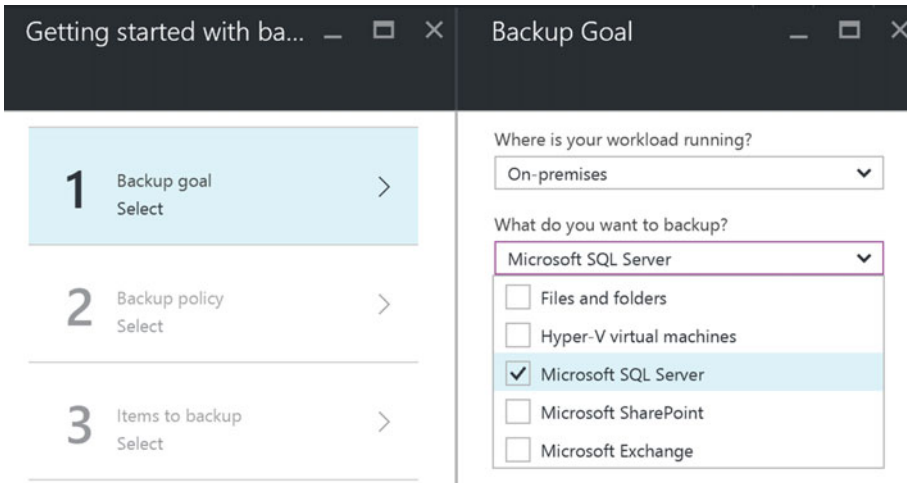 Getting started with ba...
1
Backup goal
Select
2
Backup policy
Select
3
Items to backup
Select
Backup Goal
Where is your workload running?
On-premises
What do you want to backup?
Microsoft SQL Server
Files and folders
Hyper-V virtual machines
Microsoft SQL Server
Microsoft SharePoint
Microsoft Exchange